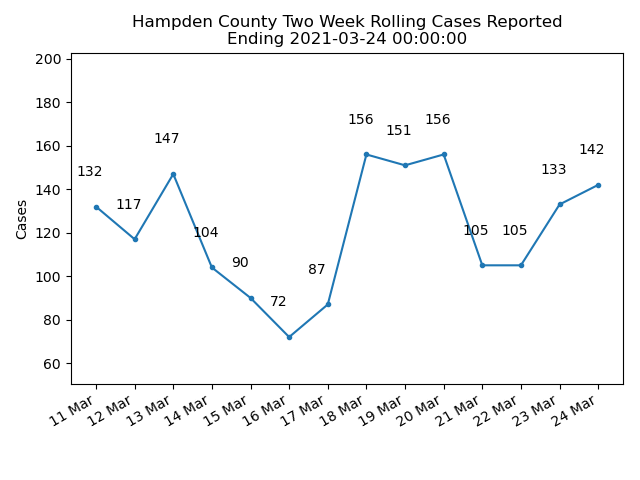 Hampden County Two Week Rolling Cases Reported
Ending 2021-03-24 00:00:00
Cases
200
180
160
140
120
100
80
60
132
117
147
104
90
72
87
156
151
156
105
105
133
142
11 Mar
12 Mar
13 Mar
14 Mar
15 Mar
16 Mar
17 Mar
18 Mar
19 Mar
20 Mar
21 Mar
22 Mar
23 Mar
24 Mar